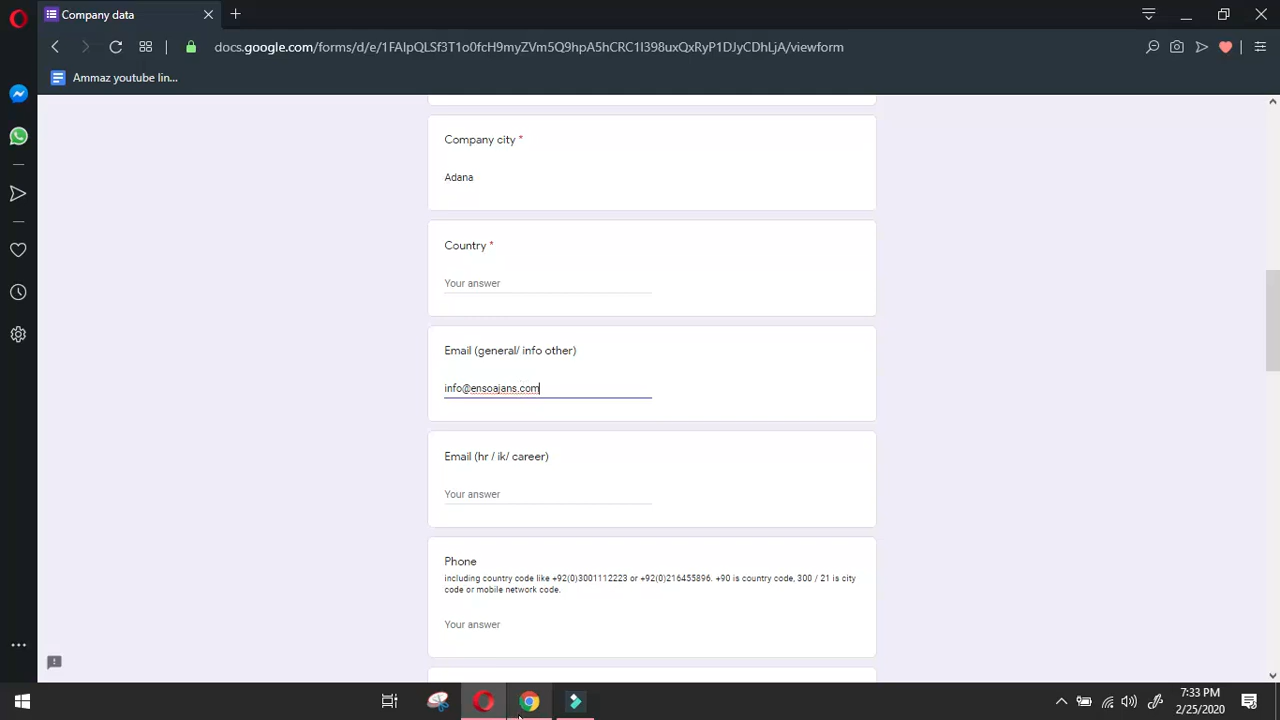 Company data
docs.google.com/forms/d/e/1FAIpQLSf3T1o0fcH9myZVm5Q9hpA5hCRC1I398uxQxRyP1DJyCDhLjA/viewform
Ammaz youtube lin...
Company city *
Adana
Country *
Your answer
Email (general/ info other)
info@ensoajans.com
Email (hr / ik/ career)
Your answer
Phone
including country code like +92(0)3001112223 or +92(0)216455896. +90 is country code, 300 / 21 is city
code or mobile network code.
Your answer
7:33 PM
2/25/2020